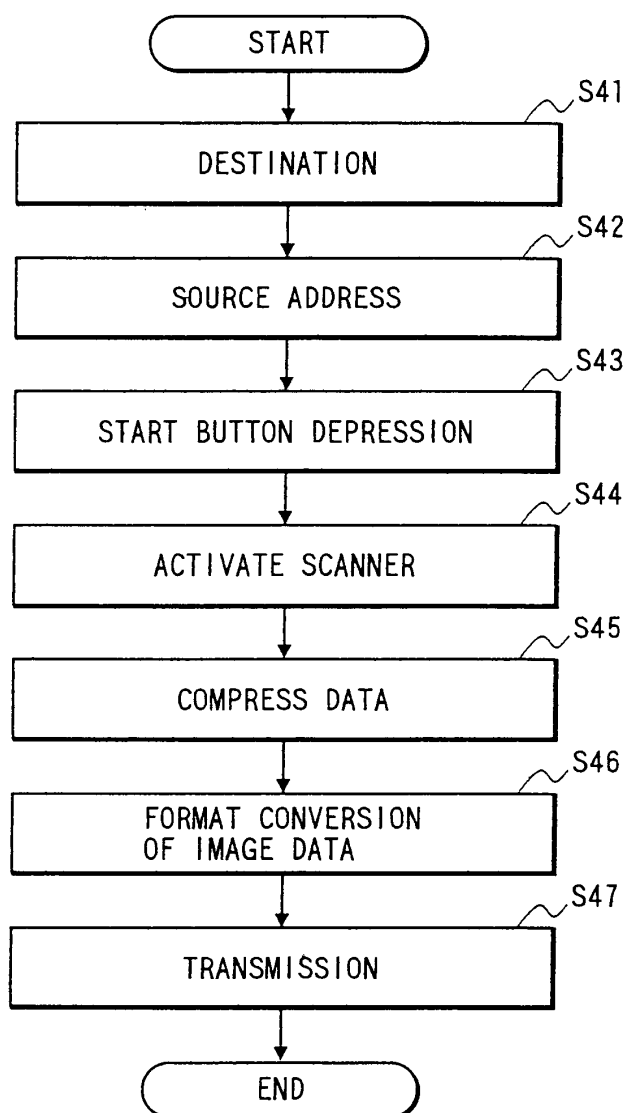 START
S41
DESTINATION
S42
SOURCE ADDRESS
S43
START BUTTON DEPRESSION
S44
ACTIVATE SCANNER
S45
COMPRESS DATA
S46
FORMAT CONVERSION
OF IMAGE DATA
S47
TRANSMISSION
END